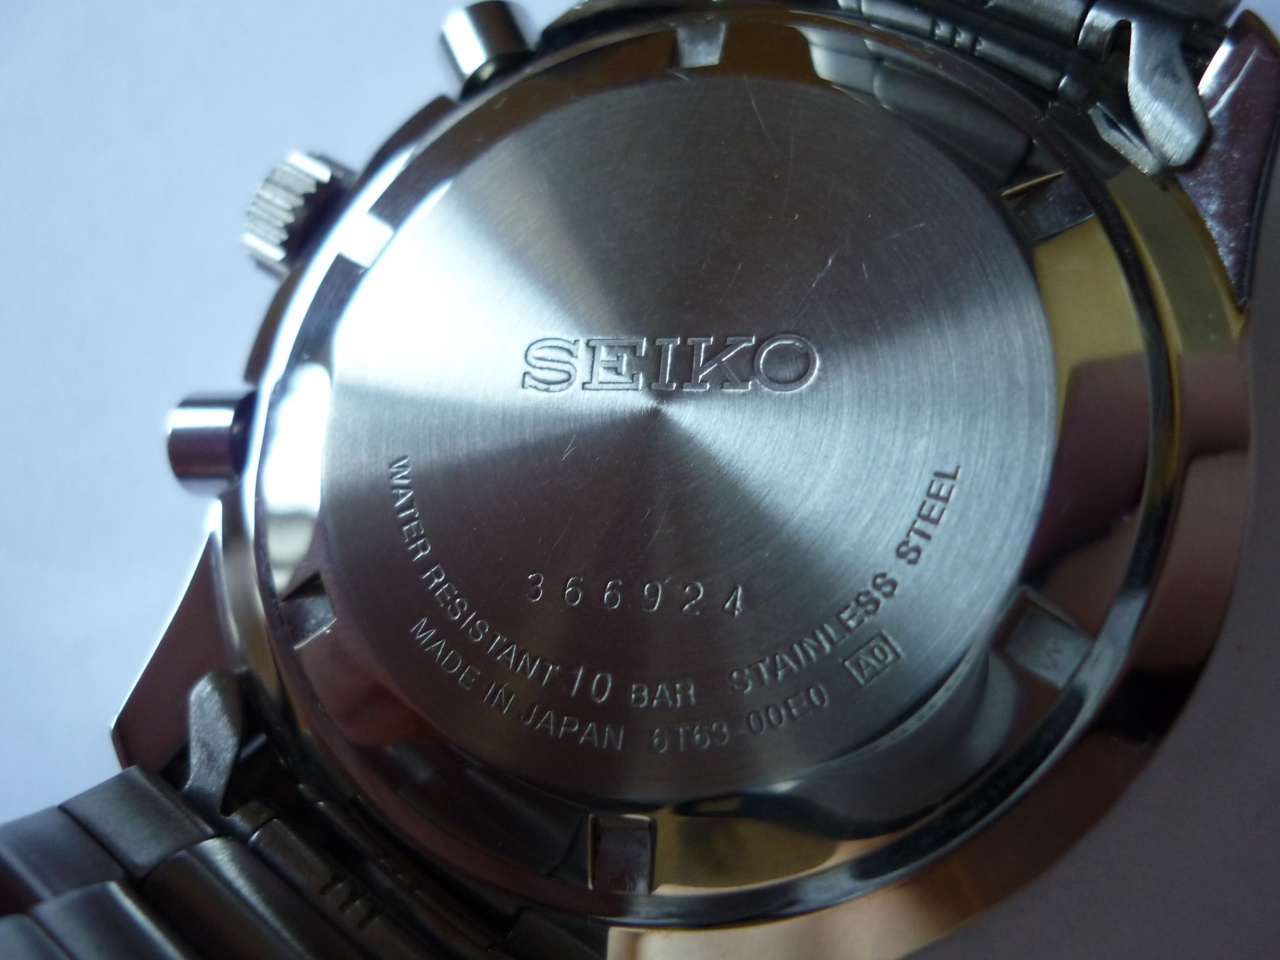 SEIKO
366924
WATER RESISTANT 10 BAR STAINLESS STEEL
MADE IN JAPAN 6T63-00E0 A0